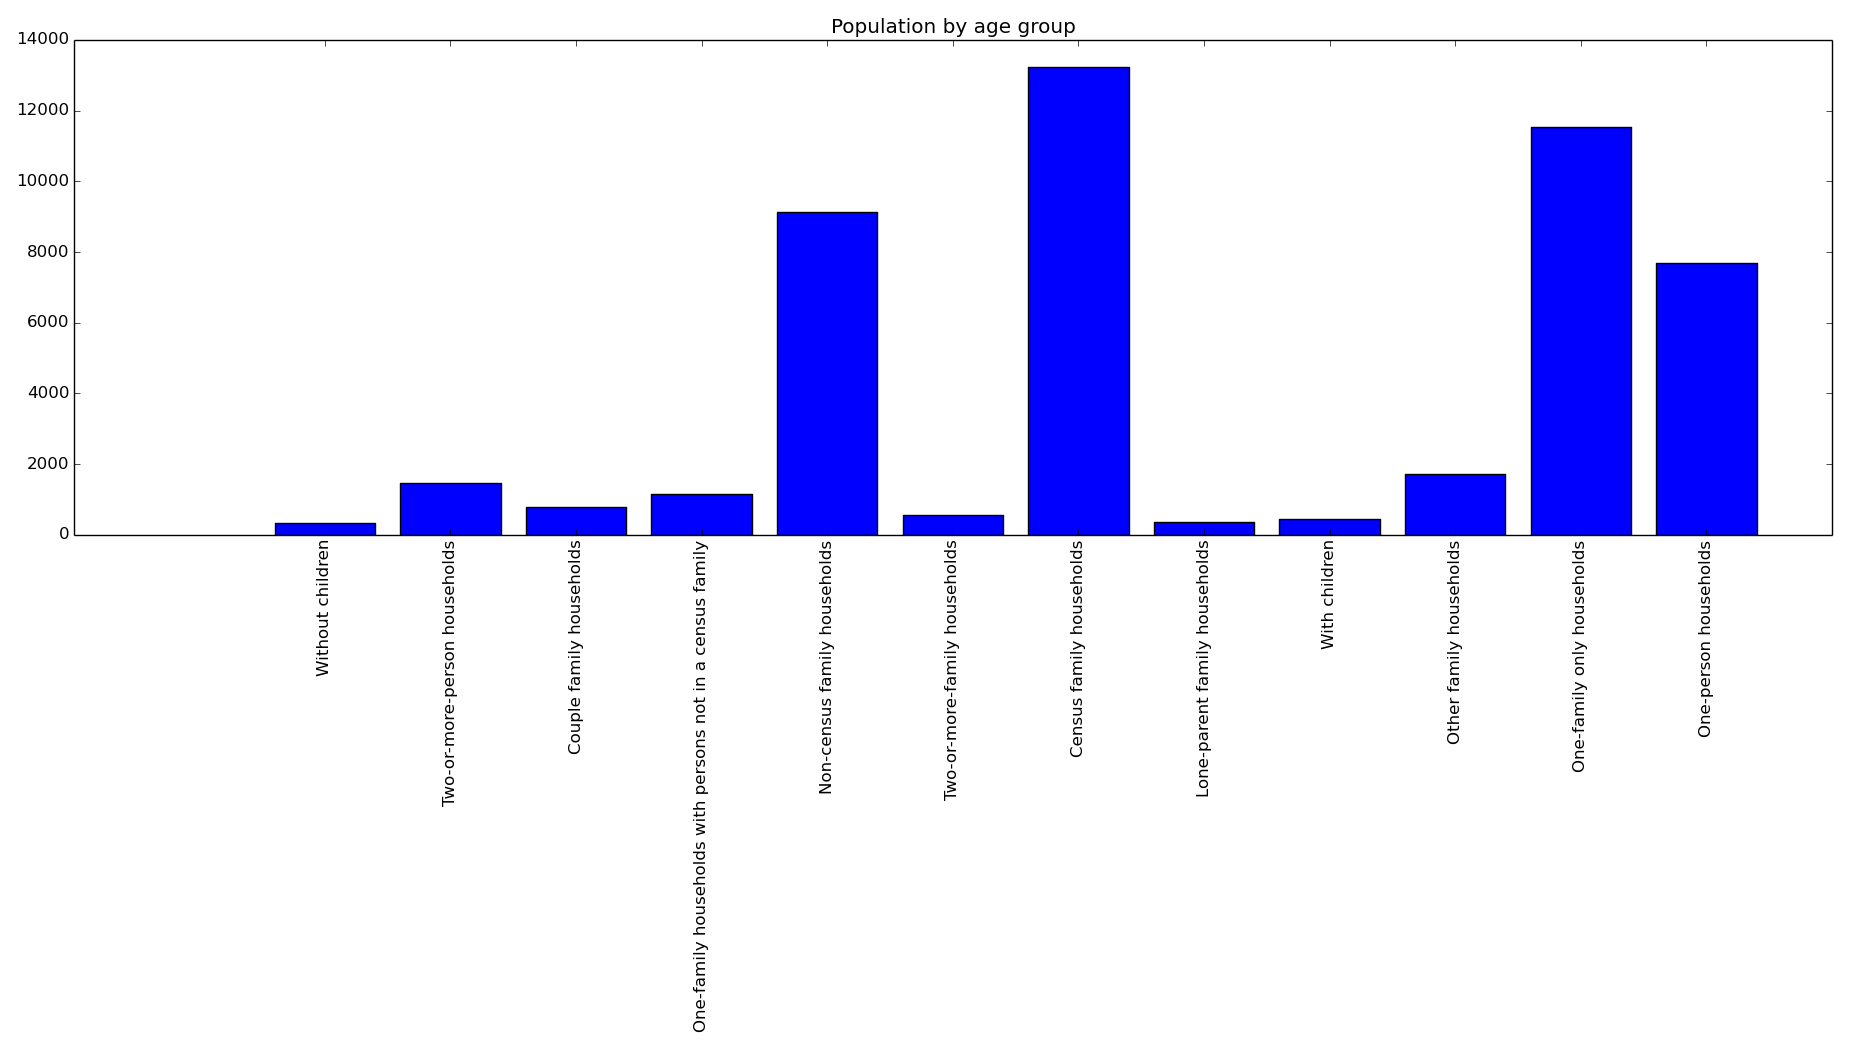 Population by age group
14000
12000
10000
8000
6000
4000
2000
0
Without children
Two-or-more-person households
Couple family households
One-family households with persons not in a census family
Non-census family households
Two-or-more-family households
Census family households
Lone-parent family households
With children
Other family households
One-family only households
One-person households